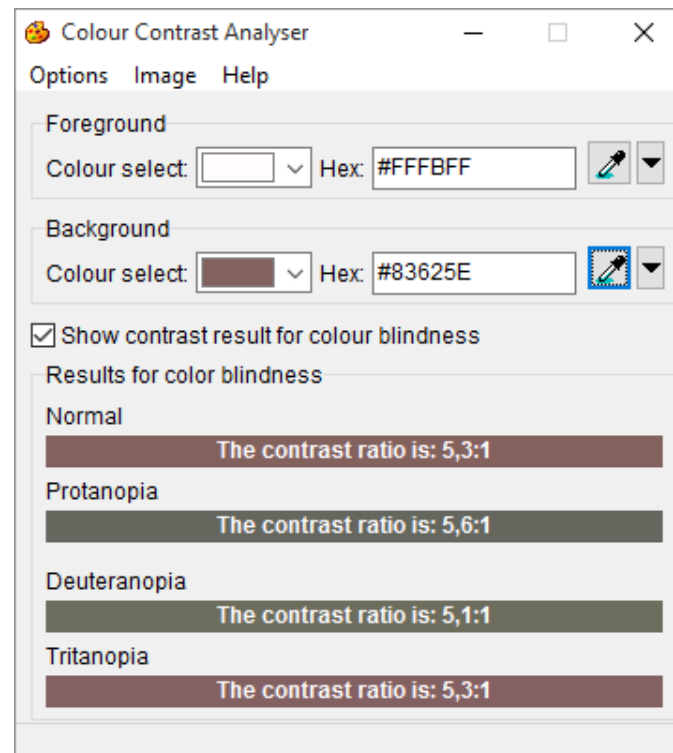 Colour Contrast Analyser
Options Image Help
Foreground
Colour select: Hex: #FFFBFF
Background
Colour select: Hex: #83625E
Show contrast result for colour blindness
Results for color blindness
Normal
The contrast ratio is: 5,3:1
Protanopia
The contrast ratio is: 5,6:1
Deuteranopia
The contrast ratio is: 5,1:1
Tritanopia
The contrast ratio is: 5,3:1